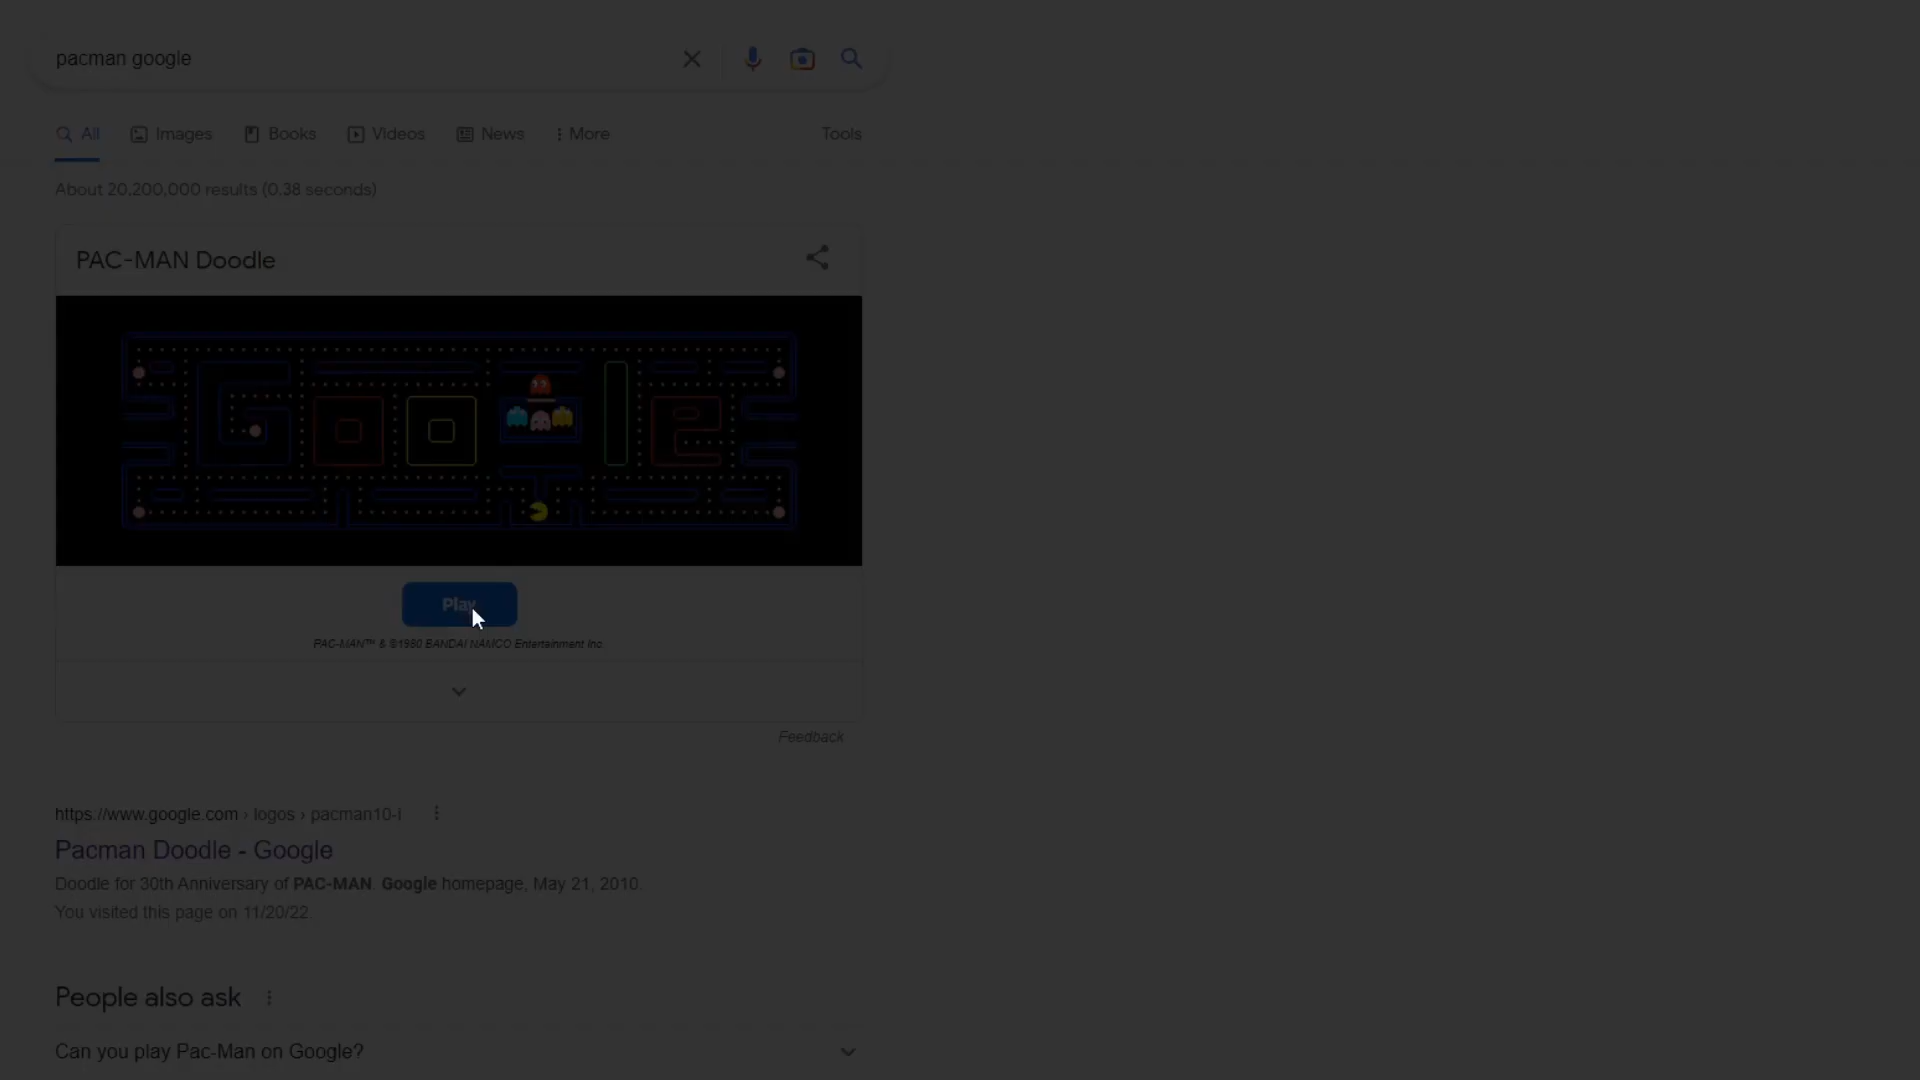 pacman google
All Images Books Videos News More Tools
About 20,200,000 results (0.38 seconds)
PAC-MAN Doodle
Play
PAC-MAN™ & ©1980 BANDAI NAMCO Entertainment Inc
Feedback
https://www.google.com › logos › pacman10-i
Pacman Doodle - Google
Doodle for 30th Anniversary of PAC-MAN. Google homepage, May 21, 2010.
You visited this page on 11/20/22.
People also ask
Can you play Pac-Man on Google?